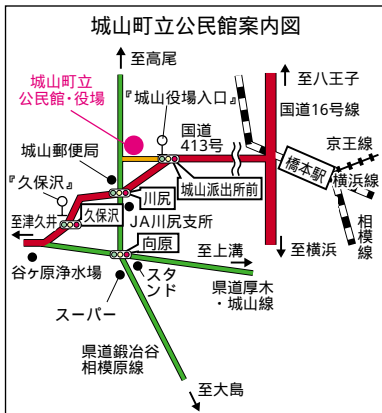 城山町立公民館案内図
至高尾
城山町立
公民館・役場
『城山役場入口』
至八王子
国道16号線
国道
413号
京王線
橋本駅
横浜線
相模線
城山郵便局
『久保沢』
川尻
城山派出所前
至津久井
久保沢
JA川尻支所
向原
至上溝
至横浜
谷ヶ原浄水場
スタンド
県道厚木
・城山線
スーパー
県道鍛冶谷
相模原線
至大島